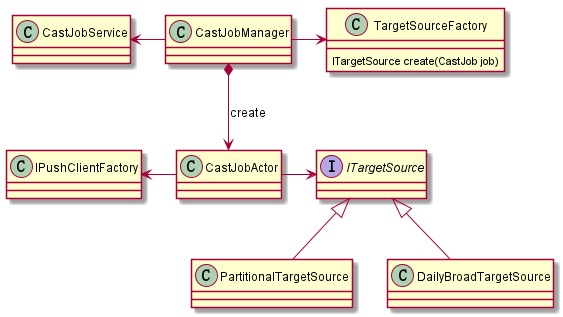 C CastJobService
C CastJobManager
C TargetSourceFactory
ITargetSource create(CastJob job)
create
C IPushClientFactory
C CastJobActor
I ITargetSource
C PartitionalTargetSource
C DailyBroadTargetSource